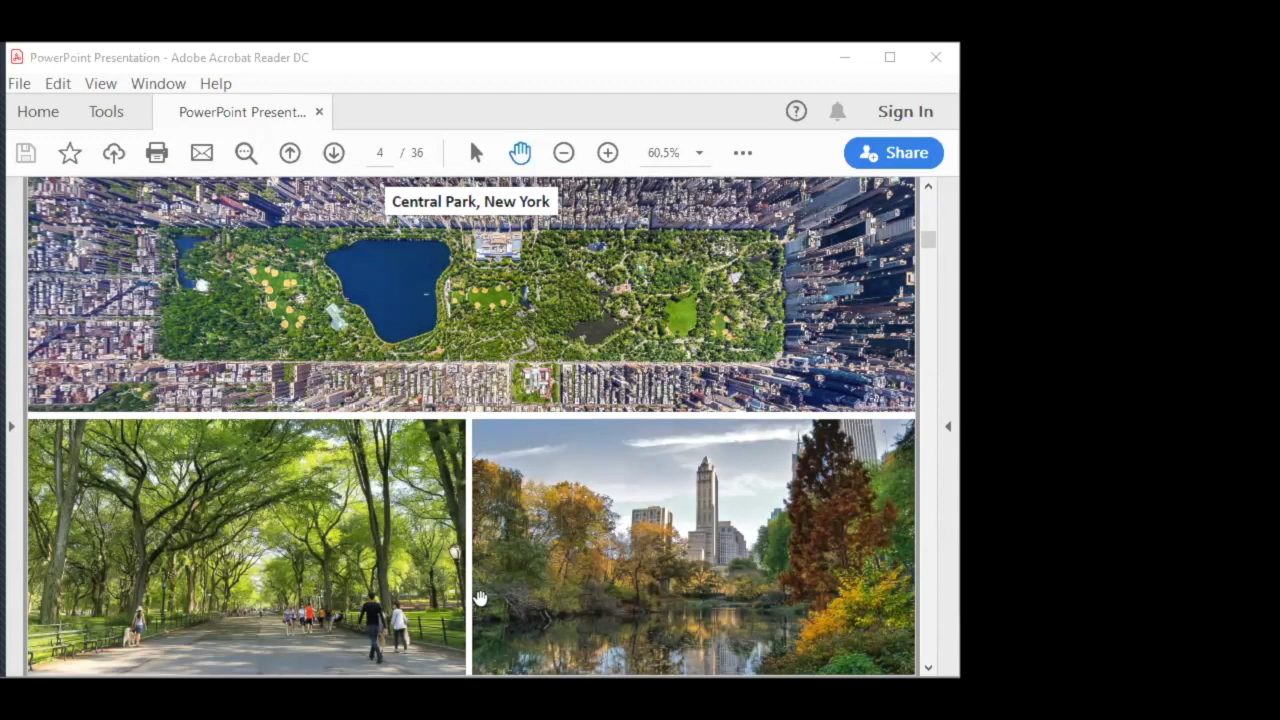 PowerPoint Presentation - Adobe Acrobat Reader DC
File Edit View Window Help
Home Tools PowerPoint Present... × Sign In
4 / 36 60.5% Share
Central Park, New York